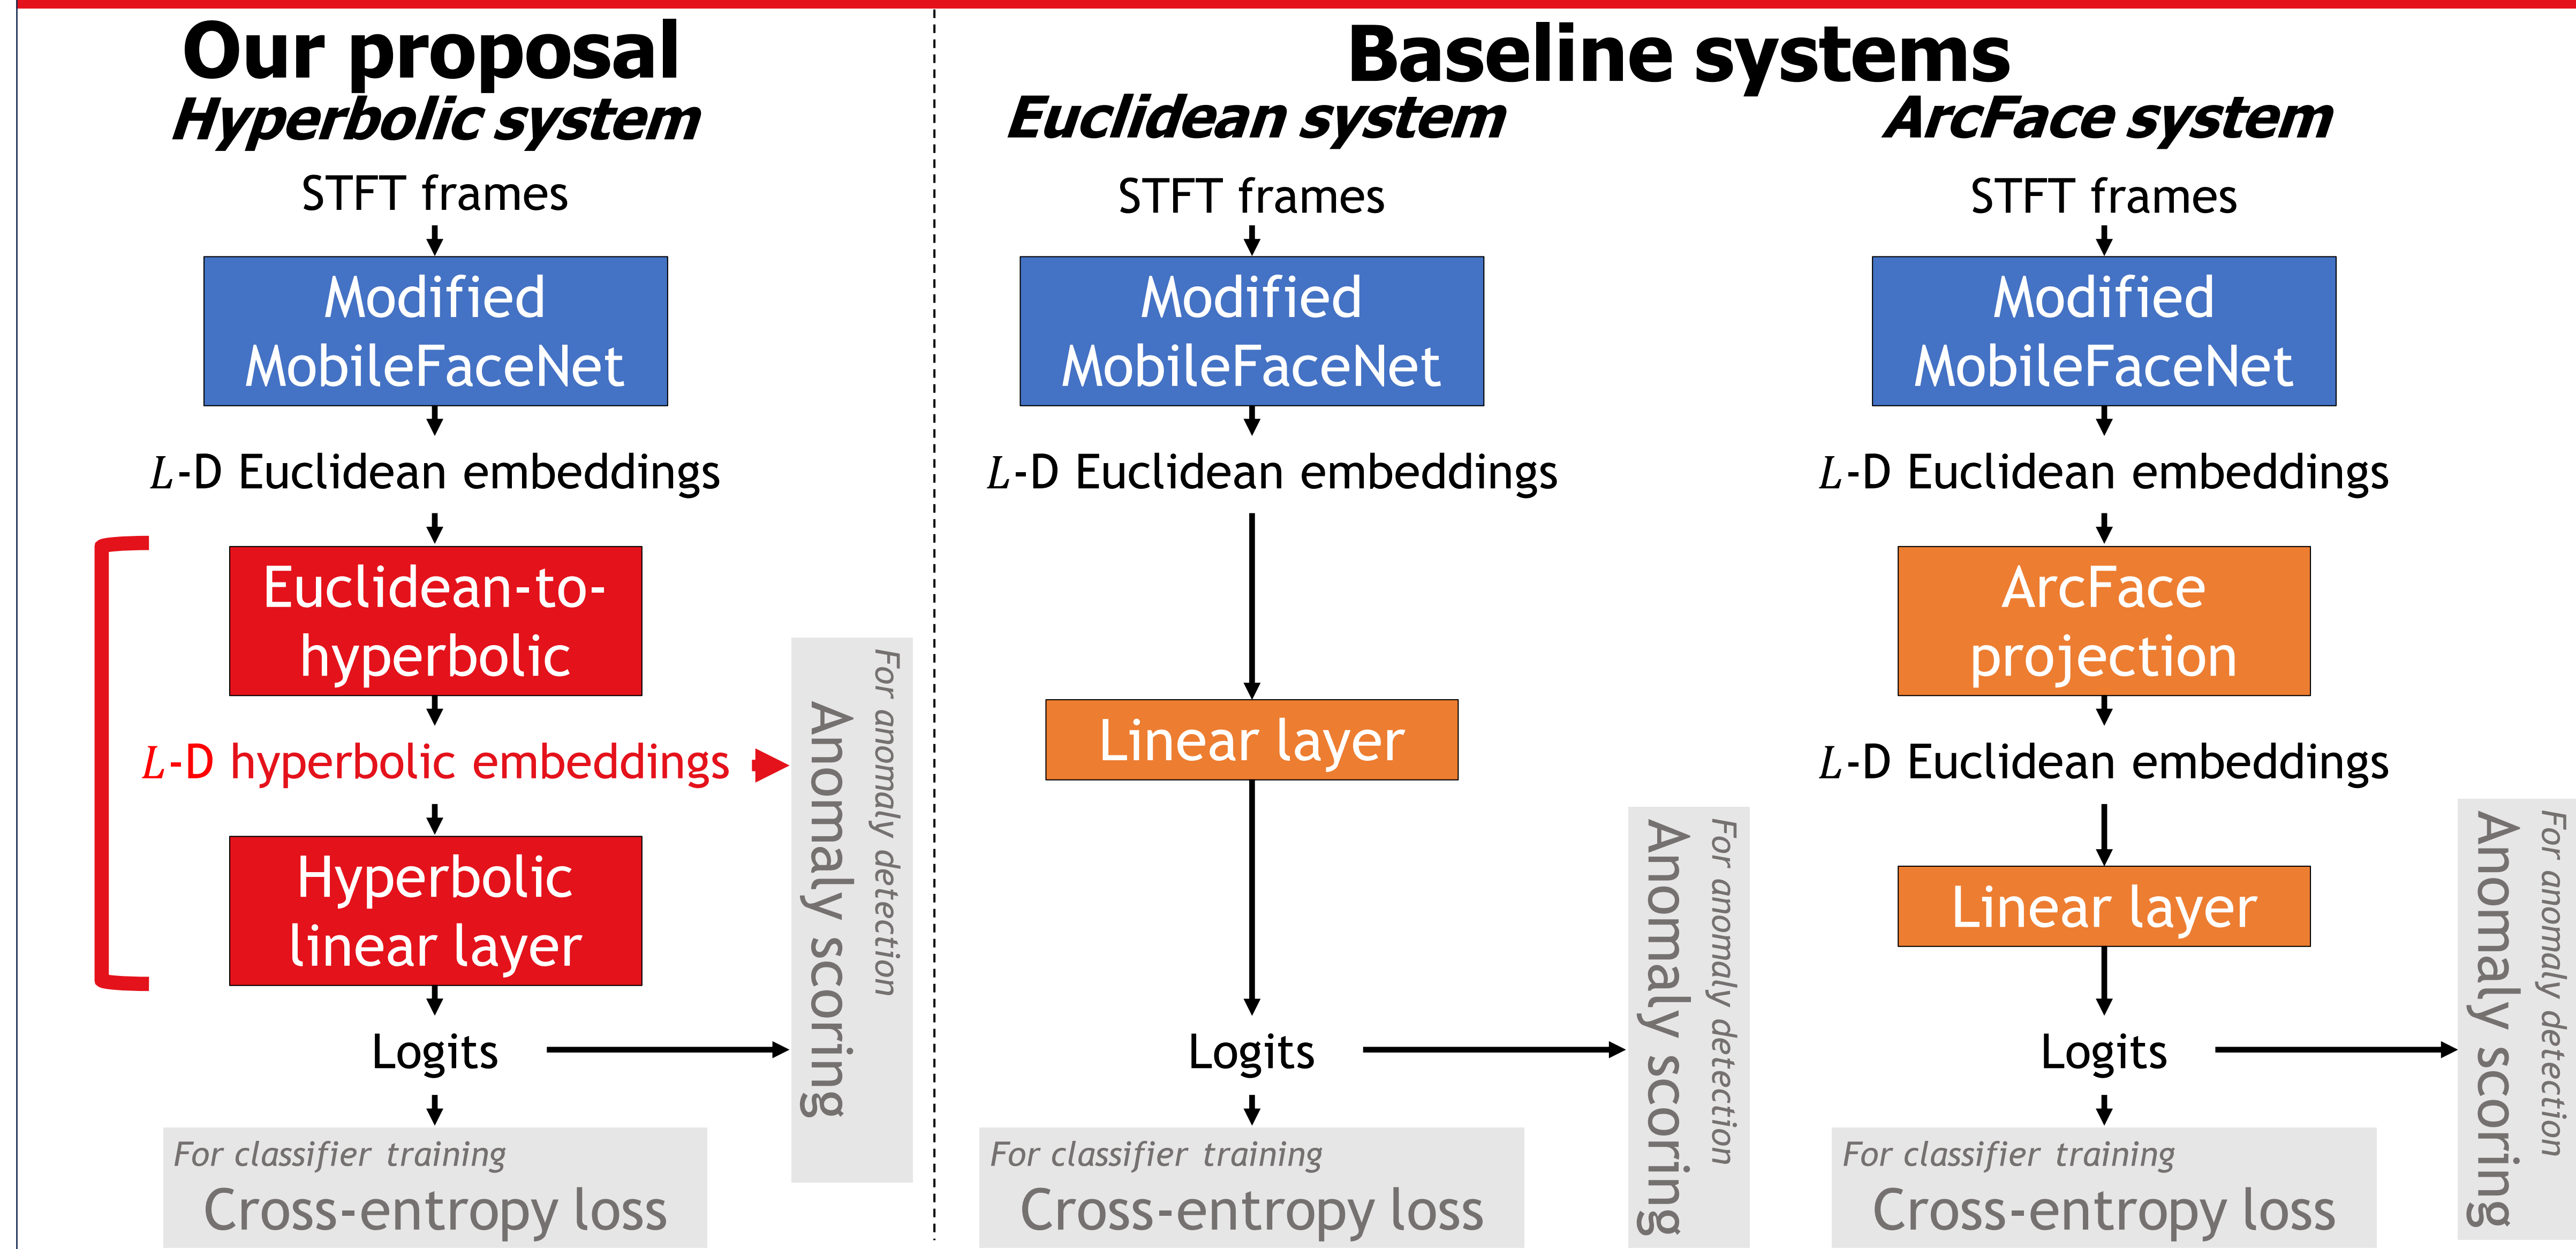 Our proposal
Hyperbolic system
STFT frames
Modified
MobileFaceNet
L-D Euclidean embeddings
Euclidean-to-
hyperbolic
L-D hyperbolic embeddings
Hyperbolic
linear layer
Logits
For classifier training
Cross-entropy loss
For anomaly detection
Anomaly scoring
Baseline systems
Euclidean system
STFT frames
Modified
MobileFaceNet
L-D Euclidean embeddings
Linear layer
Logits
For classifier training
Cross-entropy loss
For anomaly detection
Anomaly scoring
ArcFace system
STFT frames
Modified
MobileFaceNet
L-D Euclidean embeddings
ArcFace
projection
L-D Euclidean embeddings
Linear layer
Logits
For classifier training
Cross-entropy loss
For anomaly detection
Anomaly scoring